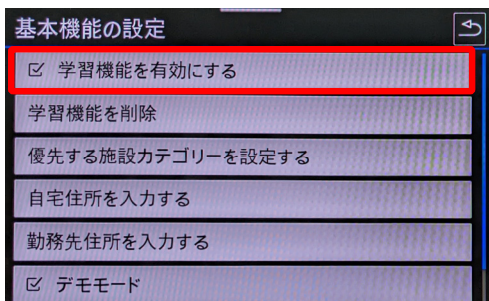 基本機能の設定
学習機能を有効にする
学習機能を削除
優先する施設カテゴリーを設定する
自宅住所を入力する
勤務先住所を入力する
デモモード